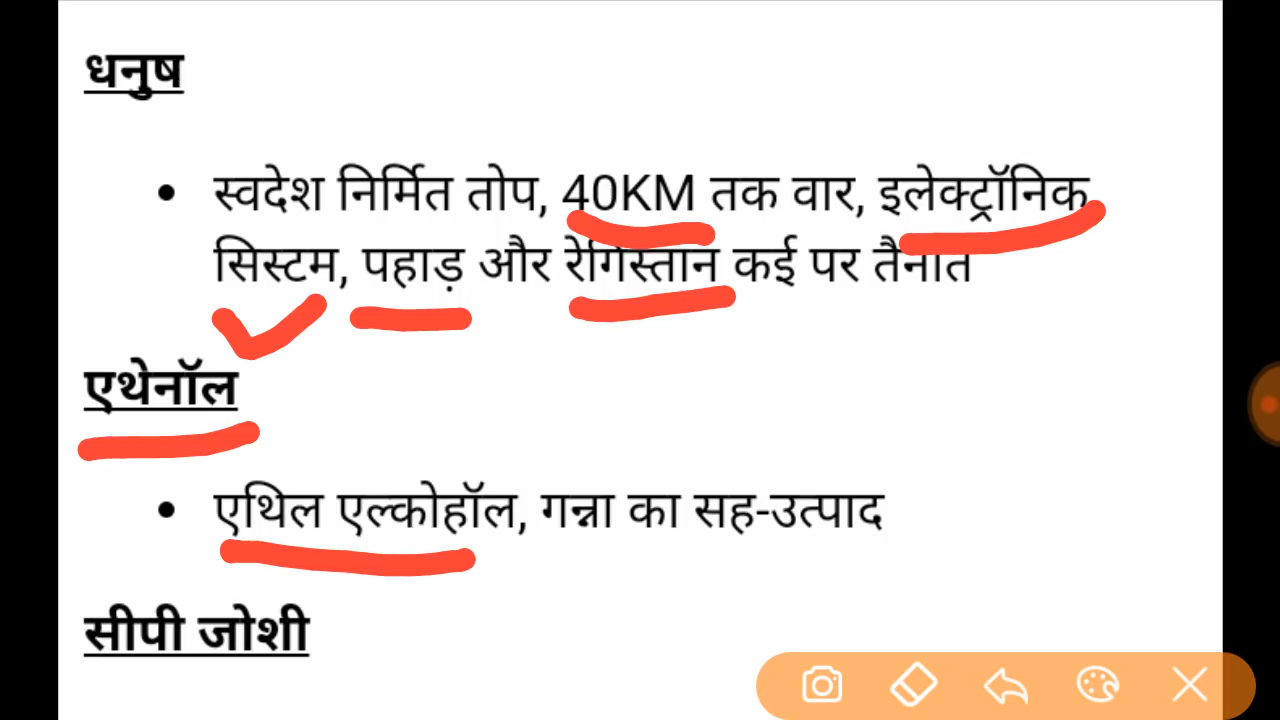 धनुष
• स्वदेश निर्मित तोप, 40KM तक वार, इलेक्ट्रॉनिक
सिस्टम, पहाड़ और रेगिस्तान कई पर तैनात
एथेनॉल
• एथिल एल्कोहॉल, गन्ना का सह-उत्पाद
सीपी जोशी